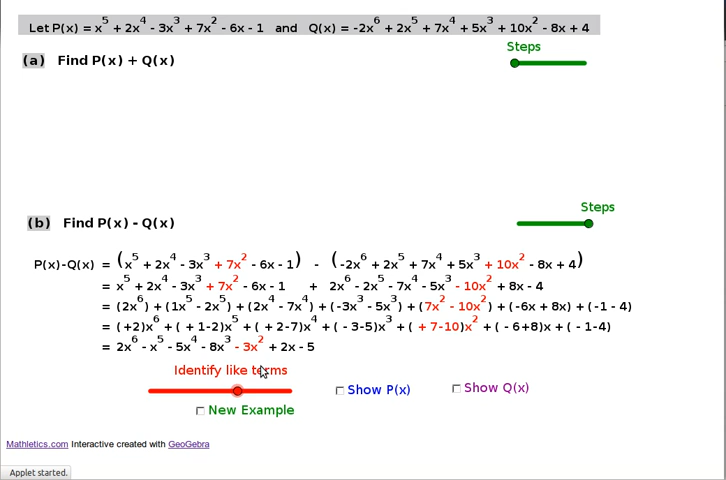 Let P(x) = x⁵ + 2x⁴ - 3x³ + 7x² - 6x - 1 and Q(x) = -2x⁶ + 2x⁵ + 7x⁴ + 5x³ + 10x² - 8x + 4
Steps
(a) Find P(x) + Q(x)
Steps
(b) Find P(x) - Q(x)
P(x)-Q(x) = (x⁵ + 2x⁴ - 3x³ + 7x² - 6x - 1) - (-2x⁶ + 2x⁵ + 7x⁴ + 5x³ + 10x² - 8x + 4)
= x⁵ + 2x⁴ - 3x³ + 7x² - 6x - 1 + 2x⁶ - 2x⁵ - 7x⁴ - 5x³ - 10x² + 8x - 4
= (2x⁶) + (1x⁵ - 2x⁵) + (2x⁴ - 7x⁴) + (-3x³ - 5x³) + (7x² - 10x²) + (-6x + 8x) + (-1 - 4)
= (+2)x⁶ + ( + 1-2)x⁵ + ( + 2-7)x⁴ + ( - 3-5)x³ + ( + 7-10)x² + ( - 6+8)x + ( - 1-4)
= 2x⁶ - x⁵ - 5x⁴ - 8x³ - 3x² + 2x - 5
Identify like terms
Show P(x) Show Q(x)
New Example
Mathletics.com Interactive created with GeoGebra
Applet started.